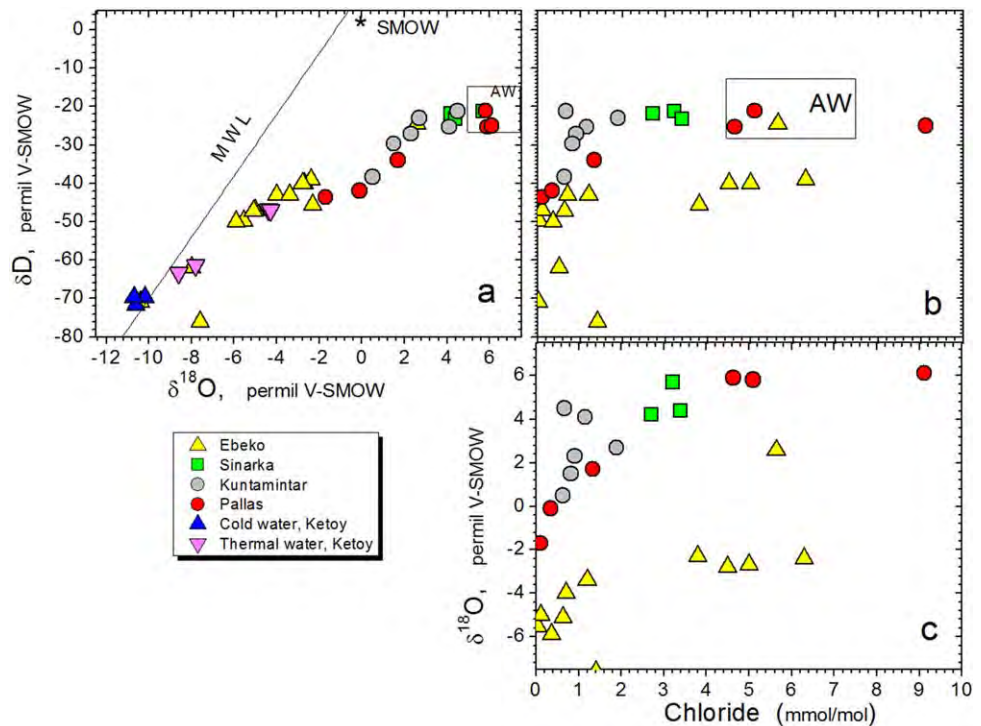 0
-10
-20
-30
-40
-50
-60
-70
-80
δD, permil V-SMOW
* SMOW
MWL
AW
a
-12 -10 -8 -6 -4 -2 0 2 4 6
δ18O, permil V-SMOW
AW
b
Ebeko
Sinarka
Kuntamintar
Pallas
Cold water, Ketoy
Thermal water, Ketoy
6
4
2
0
-2
-4
-6
δ18O, permil V-SMOW
c
0 1 2 3 4 5 6 7 8 9 10
Chloride (mmol/mol)